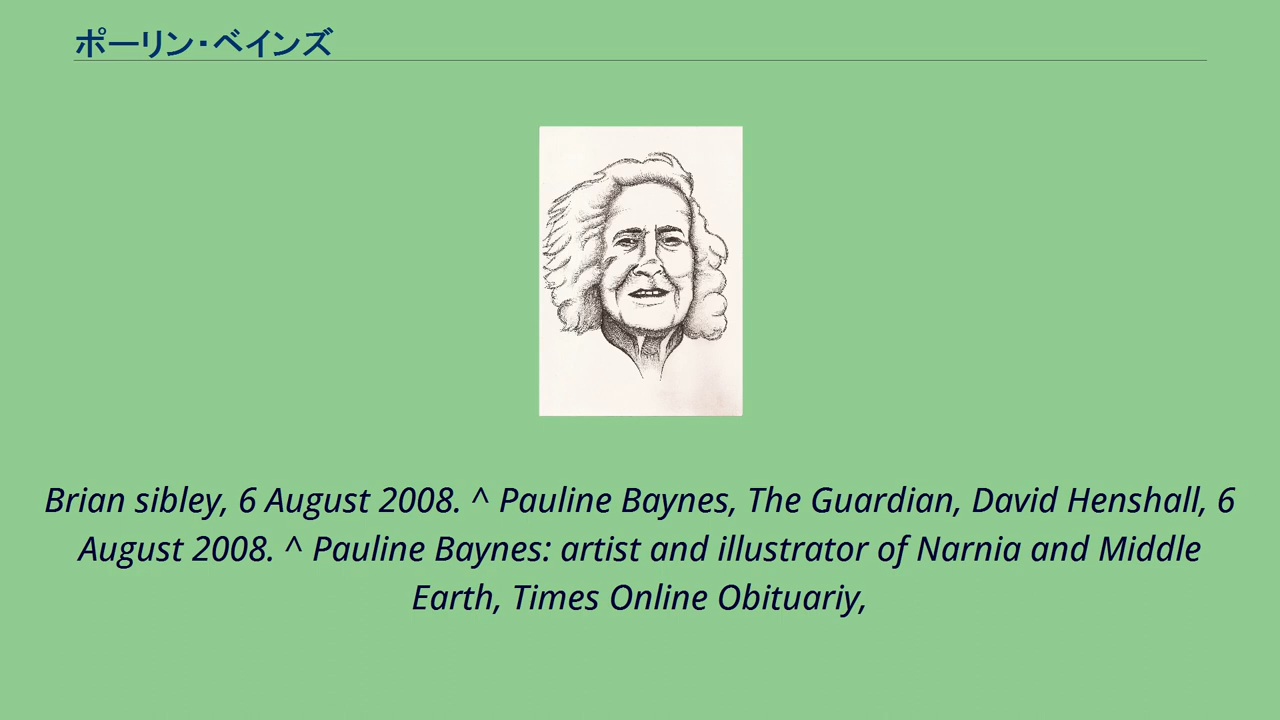 ポーリン・ベインズ
Brian sibley, 6 August 2008. ^ Pauline Baynes, The Guardian, David Henshall, 6
August 2008. ^ Pauline Baynes: artist and illustrator of Narnia and Middle
Earth, Times Online Obituariy,